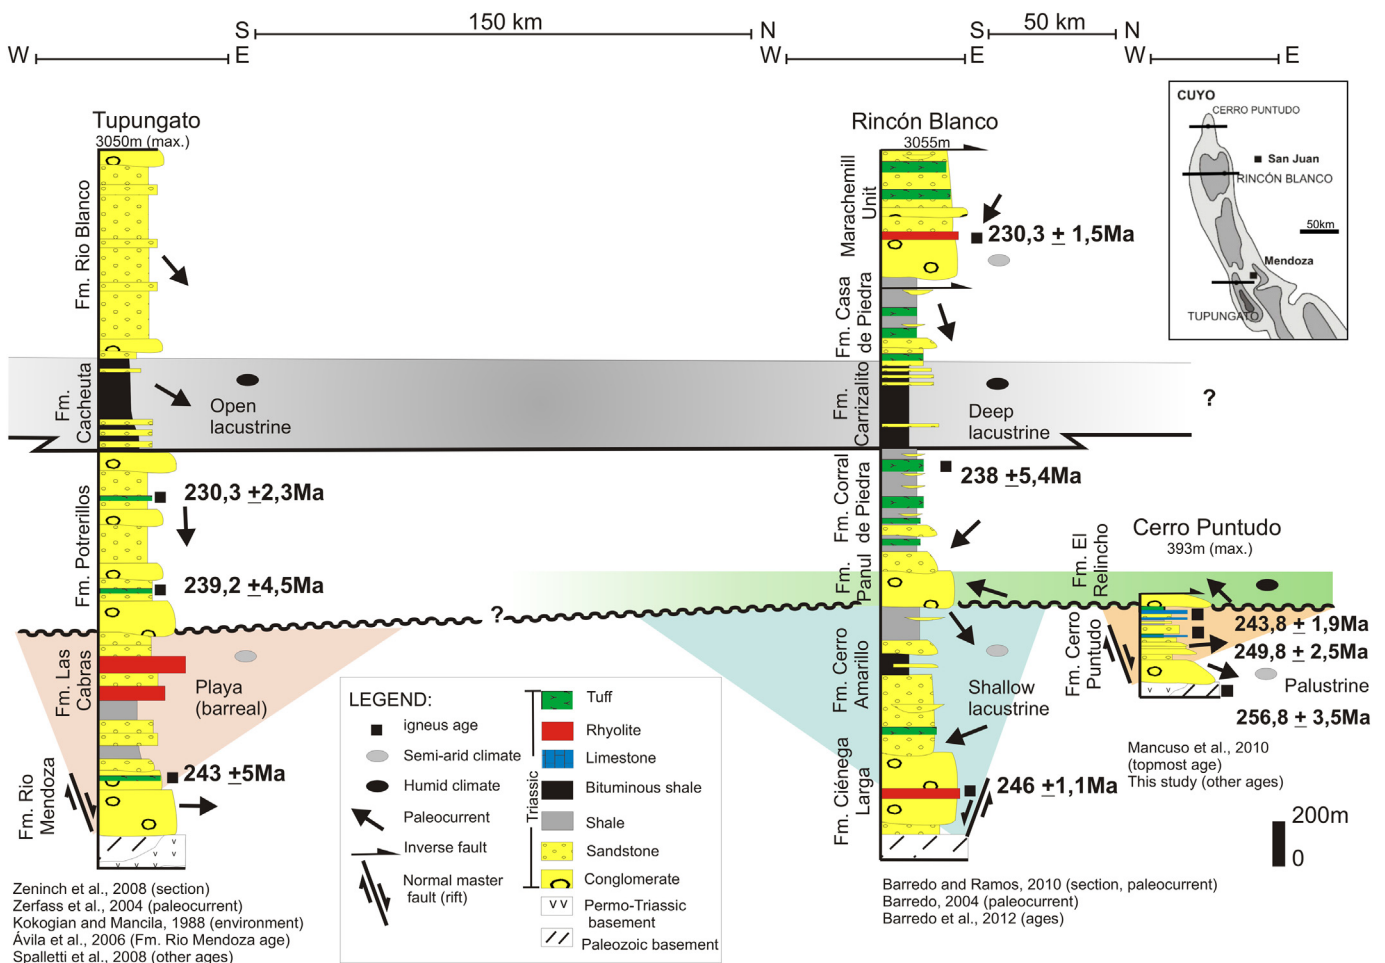 S 150 km N S 50 km N
W E W E W E
Tupungato
3050m (max.)
Rincón Blanco
3055m
CUYO
CERRO PUNTUDO
San Juan
RINCÓN BLANCO
50km
Mendoza
TUPUNGATO
Fm. Rio Blanco
Fm.
Cacheuta
Open
lacustrine
Fm. Potrerillos
230,3 ±2,3Ma
239,2 ±4,5Ma
?
Fm. Las
Cabras
Playa
(barreal)
Fm. Rio
Mendoza
243 ±5Ma
Marachemill
Unit
230,3 ± 1,5Ma
Fm. Casa
de Piedra
Fm.
Carrizalito
Deep
lacustrine
?
Fm. Corral
de Piedra
238 ±5,4Ma
Fm.
Panul
Fm. Cerro
Amarillo
Shallow
lacustrine
Fm. Ciénega
Larga
246 ±1,1Ma
Cerro Puntudo
393m (max.)
Fm. El
Relincho
Fm. Cerro
Puntudo
243,8 ± 1,9Ma
249,8 ± 2,5Ma
Palustrine
256,8 ± 3,5Ma
Mancuso et al., 2010
(topmost age)
This study (other ages)
200m
0
LEGEND:
igneus age
Semi-arid climate
Humid climate
Paleocurrent
Inverse fault
Normal master
fault (rift)
Triassic
Tuff
Rhyolite
Limestone
Bituminous shale
Shale
Sandstone
Conglomerate
Permo-Triassic
basement
Paleozoic basement
Zeninch et al., 2008 (section)
Zerfass et al., 2004 (paleocurrent)
Kokogian and Mancila, 1988 (environment)
Ávila et al., 2006 (Fm. Rio Mendoza age)
Spalletti et al., 2008 (other ages)
Barredo and Ramos, 2010 (section, paleocurrent)
Barredo, 2004 (paleocurrent)
Barredo et al., 2012 (ages)